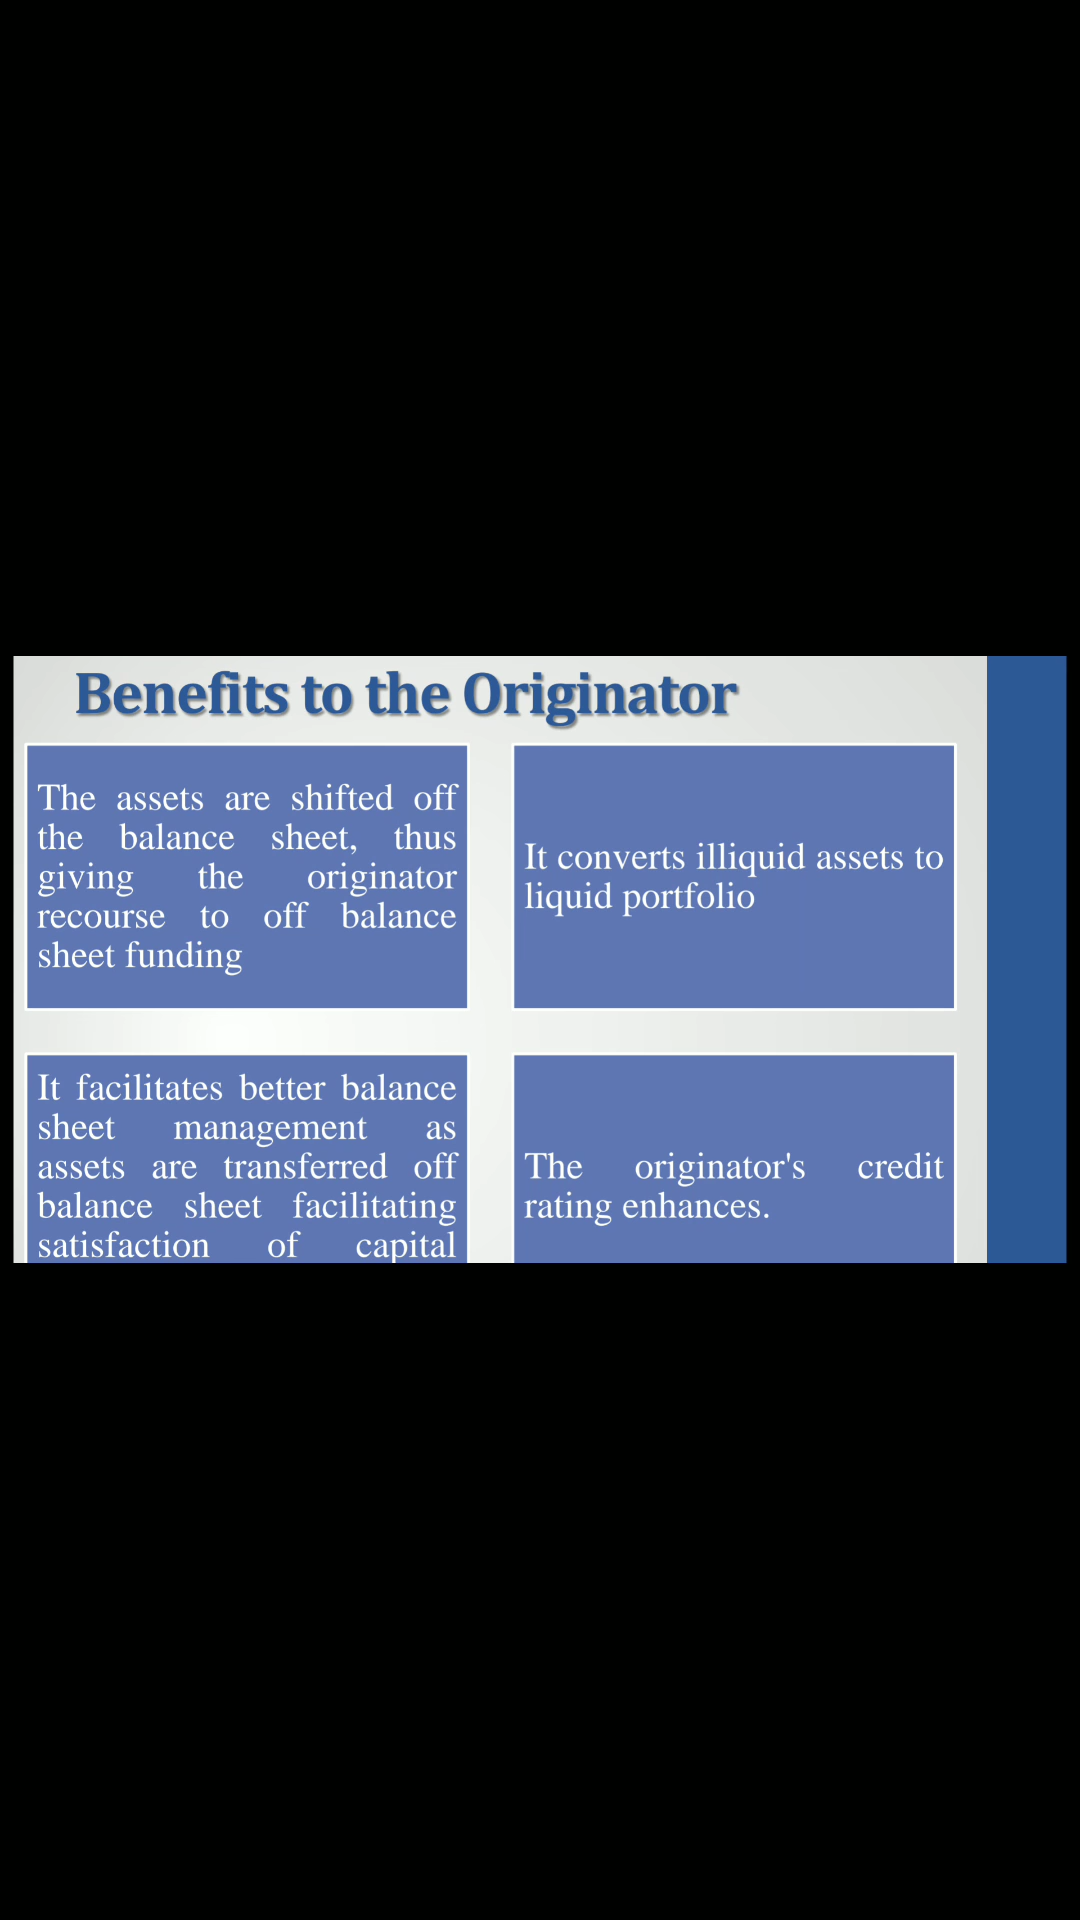 Benefits to the Originator
The assets are shifted off
the balance sheet, thus
giving the originator
recourse to off balance
sheet funding
It converts illiquid assets to
liquid portfolio
It facilitates better balance
sheet management as
assets are transferred off
balance sheet facilitating
satisfaction of capital
The originator's credit
rating enhances.